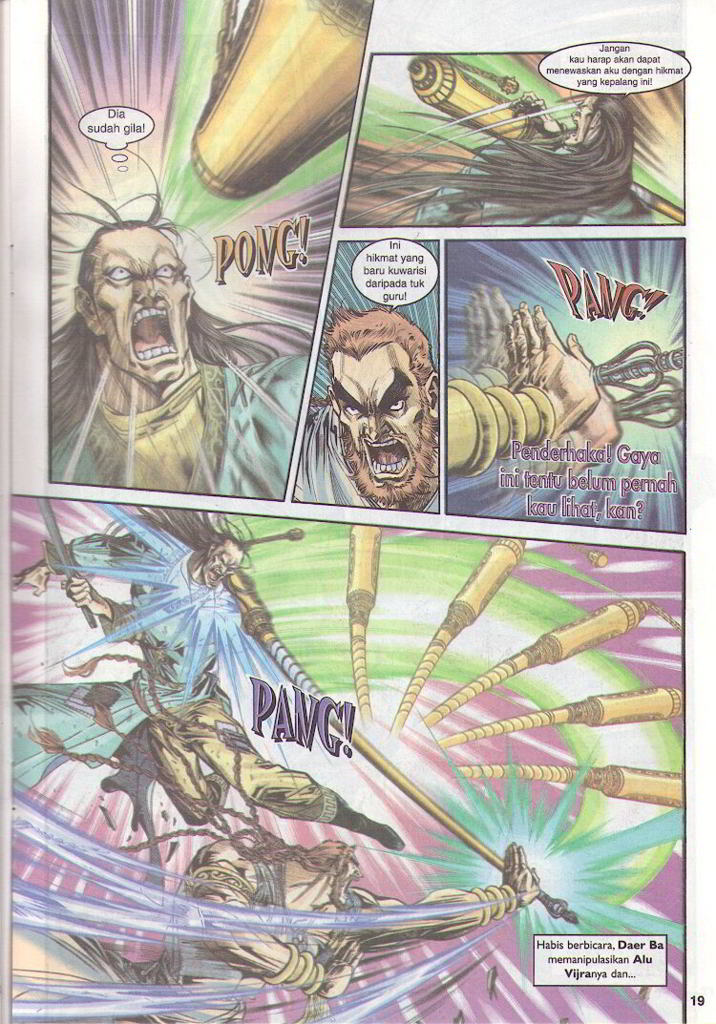 Dia
sudah gila!
PONG!
Jangan
kau harap akan dapat
menewaskan aku dengan hikmat
yang kepalang ini!
Ini
hikmat yang
baru kuwarisi
daripada tuk
guru!
PANG!
Penderhaka! Gaya
ini tentu belum pernah
kau lihat, kan?
PANG!
Habis berbicara, Daer Ba
memanipulasikan Alu
Vijranya dan...
19